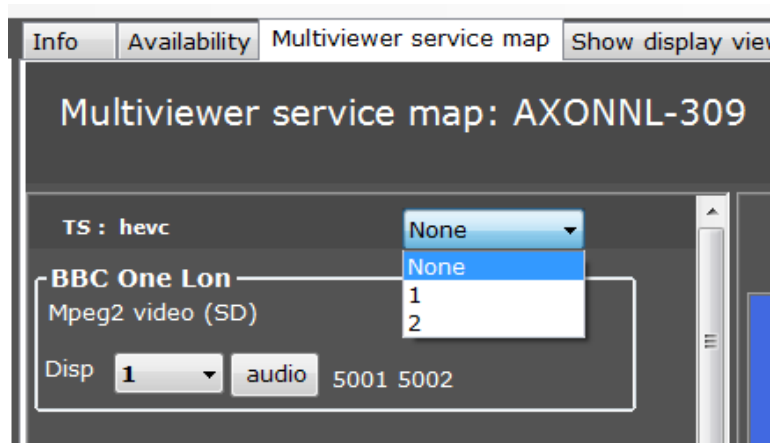 Info Availability Multiviewer service map Show display view
Multiviewer service map: AXONNL-309
TS : hevc None
None
1
2
BBC One Lon
Mpeg2 video (SD)
Disp 1 audio 5001 5002